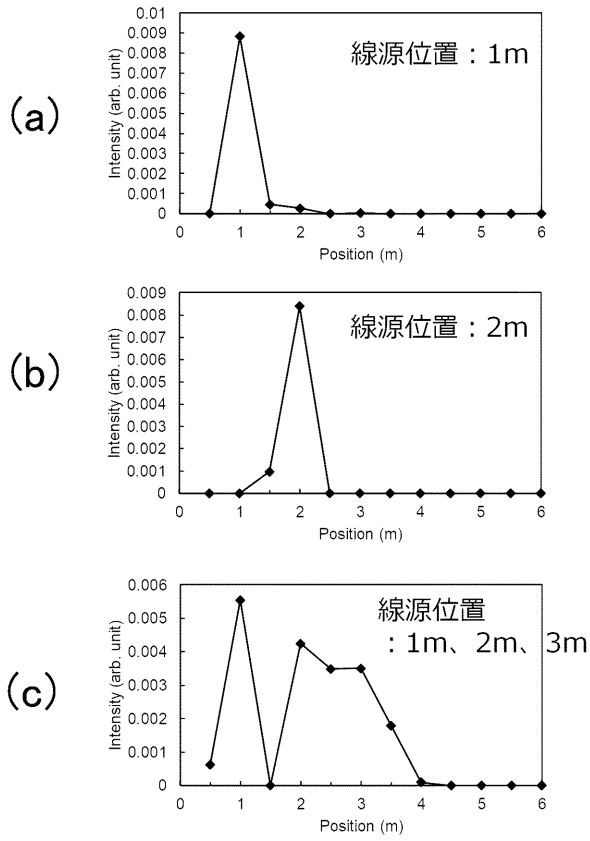 (a)
線源位置：1m
Intensity (arb. unit)
0.01
0.009
0.008
0.007
0.006
0.005
0.004
0.003
0.002
0.001
0
0 1 2 3 4 5 6
Position (m)
(b)
線源位置：2m
Intensity (arb. unit)
0.009
0.008
0.007
0.006
0.005
0.004
0.003
0.002
0.001
0
0 1 2 3 4 5 6
Position (m)
(c)
線源位置
：1m、2m、3m
Intensity (arb. unit)
0.006
0.005
0.004
0.003
0.002
0.001
0
0 1 2 3 4 5 6
Position (m)